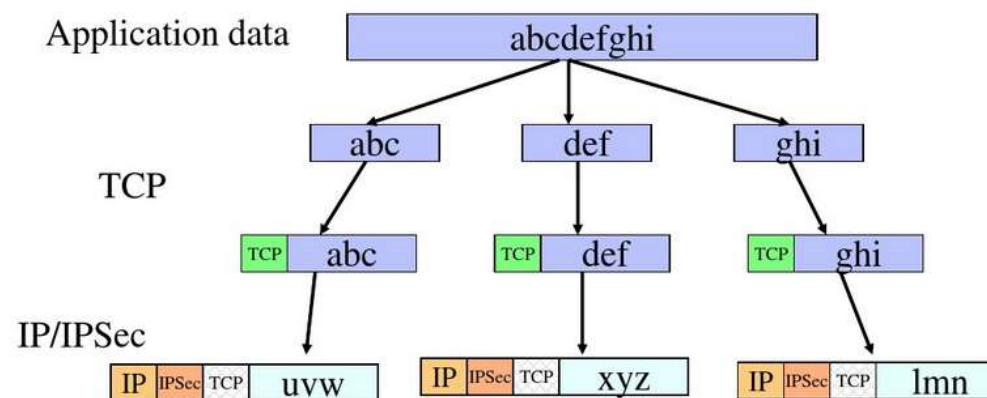 Application data
abcdefghi
abc def ghi
TCP
TCP abc TCP def TCP ghi
IP/IPSec
IP IPSec TCP uvw IP IPSec TCP xyz IP IPSec TCP lmn